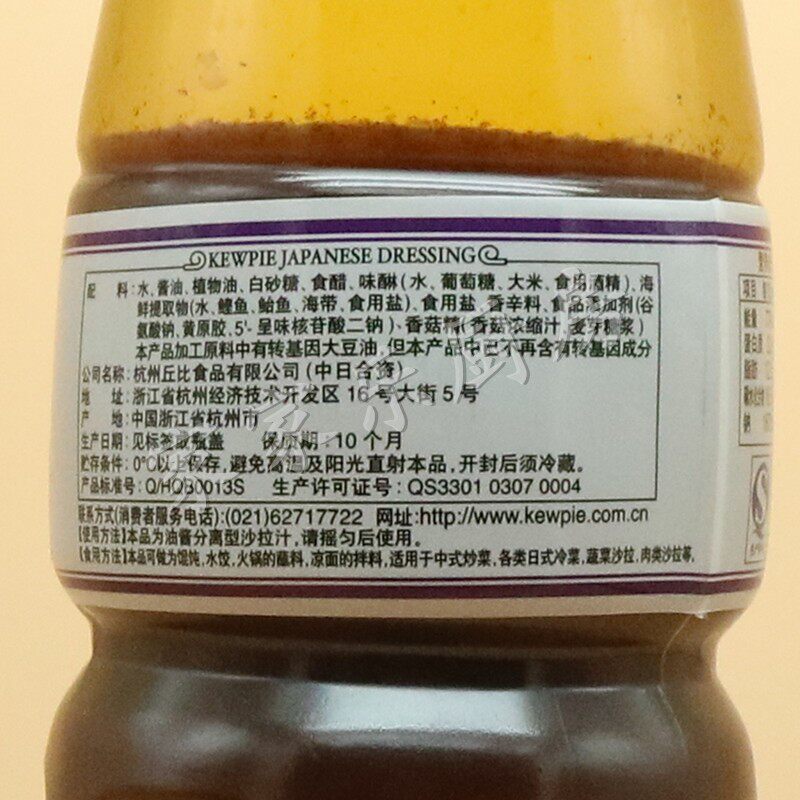 KEWPIE JAPANESE DRESSING
配 料:水、酱油、植物油、白砂糖、食醋、味醂(水、葡萄糖、大米、食用酒精)、海
鲜提取物(水、鲣鱼、鲐鱼、海带、食用盐)、食用盐、香辛料、食品添加剂(谷
氨酸钠、黄原胶、5'-呈味核苷酸二钠)、香菇精(香菇浓缩汁、麦芽糖浆)
本产品加工原料中有转基因大豆油,但本产品中已不再含有转基因成分
公司名称:杭州丘比食品有限公司(中日合资)
地 址:浙江省杭州经济技术开发区16号大街5号
产 地:中国浙江省杭州市
生产日期:见标签或瓶盖 保质期:10个月
贮存条件:0℃以上保存,避免高温及阳光直射本品,开封后须冷藏。
产品标准号:Q/HQB0013S 生产许可证号:QS3301 0307 0004
联系方式(消费者服务电话):(021)62717722 网址:http://www.kewpie.com.cn
【使用方法】本品为油酱分离型沙拉汁,请摇匀后使用。
【食用方法】本品可做为馄饨,水饺,火锅的蘸料,凉面的拌料,适用于中式炒菜,各类日式冷菜,蔬菜沙拉,肉类沙拉等。
项目
能量
蛋白质
脂肪
碳水化合物
钠